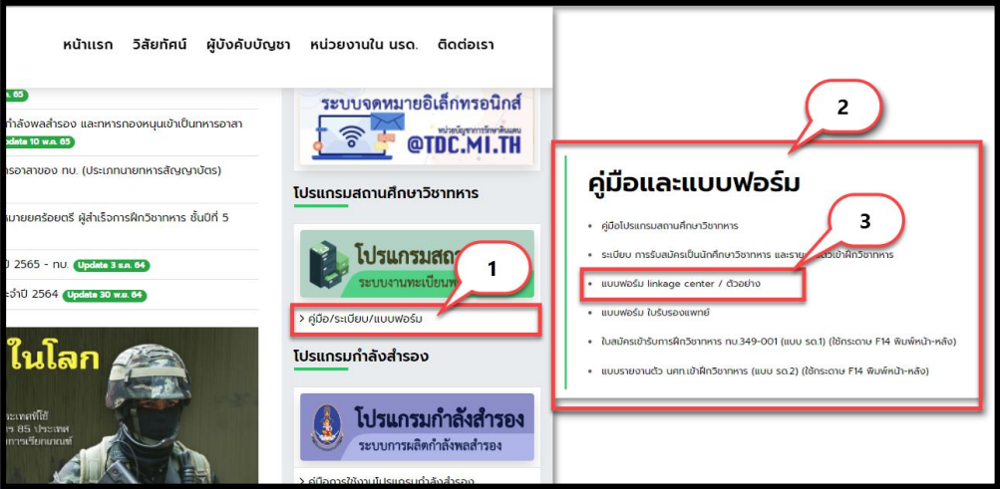 หน้าแรก วิสัยทัศน์ ผู้บังคับบัญชา หน่วยงานใน นรด. ติดต่อเรา
. 65
กำลังพลสำรอง และทหารกองหนุนเข้าเป็นทหารอาสา
pdate 10 พ.ค. 65
ารอาสาของ ทบ. (ประเภทนายทหารสัญญาบัตร)
หมายยศร้อยตรี ผู้สำเร็จการฝึกวิชาทหาร ชั้นปีที่ 5
2565 - ทบ. Update 3 ธ.ค. 64
ะจำปี 2564 Update 30 พ.ย. 64
ในโลก
ะเทศที่ใช้
85 ประเทศ
การเรียกเกณฑ์
ระบบจดหมายอิเล็กทรอนิกส์
หน่วยบัญชาการรักษาดินแดน
@TDC.MI.TH
โปรแกรมสถานศึกษาวิชาทหาร
โปรแกรมสถ
ระบบงานทะเบียนพ
1
> คู่มือ/ระเบียบ/แบบฟอร์ม
โปรแกรมกำลังสำรอง
โปรแกรมกำลังสำรอง
ระบบการผลิตกำลังพลสำรอง
> คู่มือการใช้งานโปรแกรมกำลังสำรอง
2
คู่มือและแบบฟอร์ม
3
• คู่มือโปรแกรมสถานศึกษาวิชาทหาร
• ระเบียบ การรับสมัครเป็นนักศึกษาวิชาทหาร และราย ตัวเข้าฝึกวิชาทหาร
• แบบฟอร์ม linkage center / ตัวอย่าง
• แบบฟอร์ม ใบรับรองแพทย์
• ใบสมัครเข้ารับการฝึกวิชาทหาร ทบ.349-001 (แบบ รด.1) (ใช้กระดาษ F14 พิมพ์หน้า-หลัง)
• แบบรายงานตัว นศท.เข้าฝึกวิชาทหาร (แบบ รด.2) (ใช้กระดาษ F14 พิมพ์หน้า-หลัง)